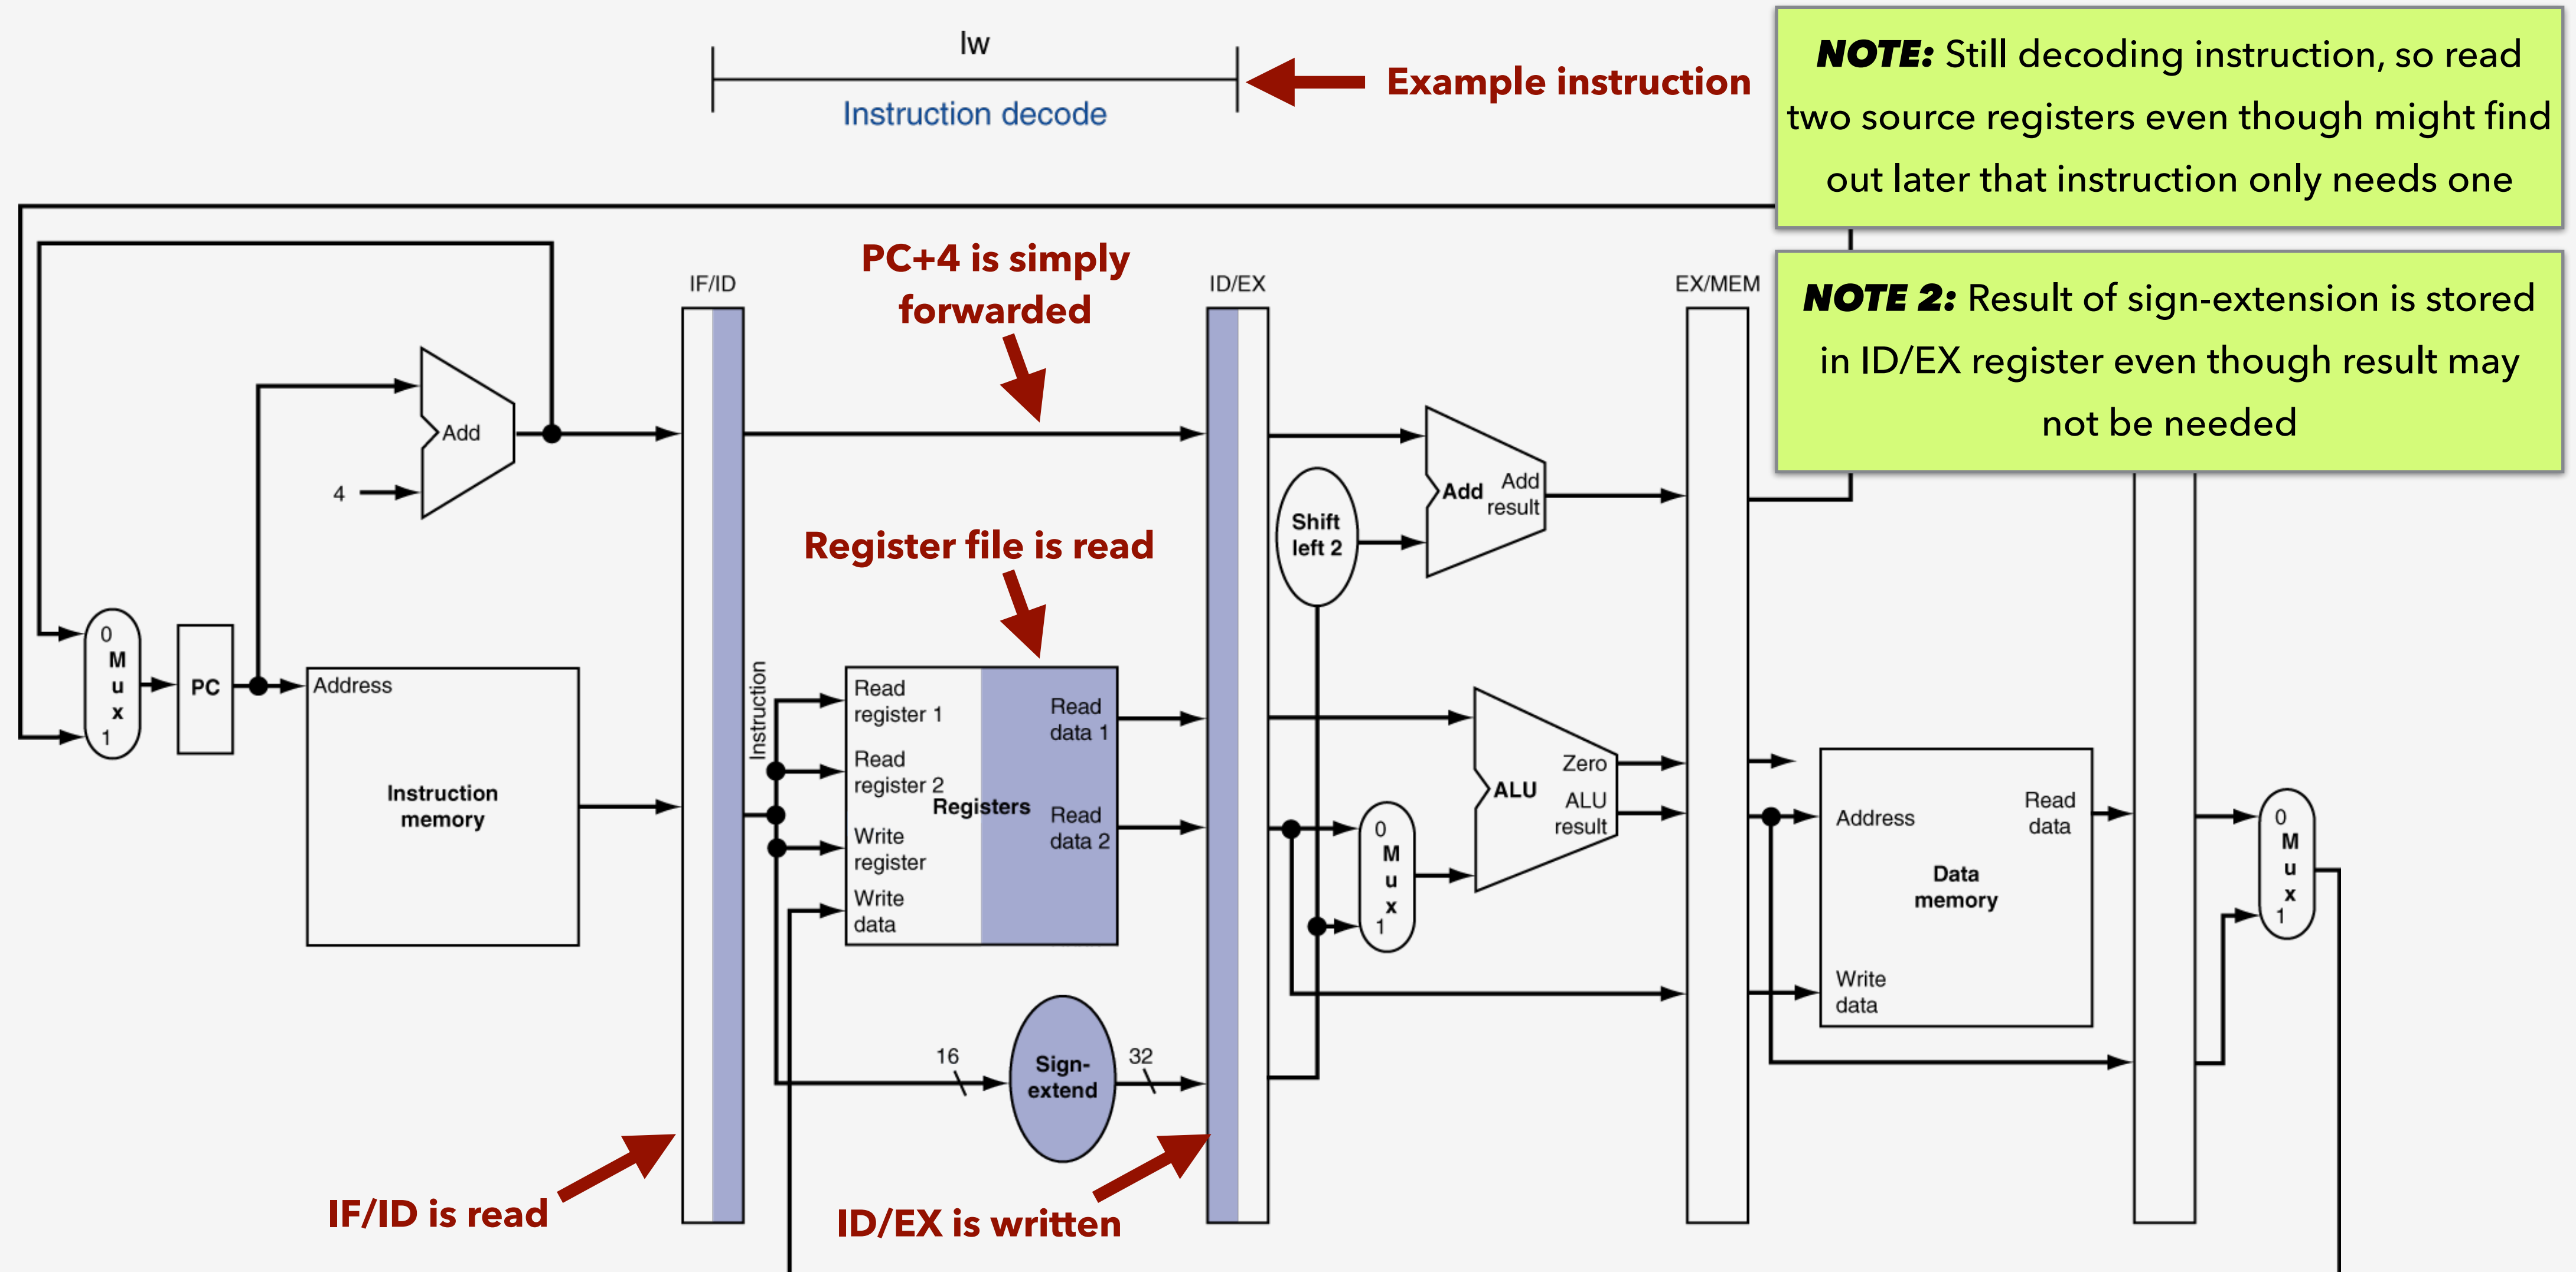 lw
Instruction decode
Example instruction
NOTE: Still decoding instruction, so read
two source registers even though might find
out later that instruction only needs one
NOTE 2: Result of sign-extension is stored
in ID/EX register even though result may
not be needed
PC+4 is simply
forwarded
IF/ID
ID/EX
EX/MEM
Add
4
Shift
left 2
Add
Add
result
Register file is read
0
M
u
x
1
PC
Address
Instruction
memory
Instruction
Read
register 1
Read
register 2
Write
register
Write
data
Registers
Read
data 1
Read
data 2
0
M
u
x
1
ALU
Zero
ALU
result
Address
Read
data
Data
memory
Write
data
0
M
u
x
1
16
Sign-
extend
32
IF/ID is read
ID/EX is written